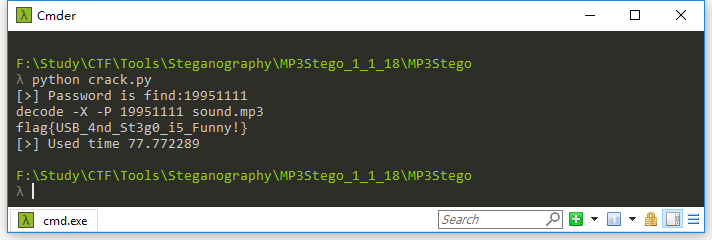 Cmder
F:\Study\CTF\Tools\Steganography\MP3Stego_1_1_18\MP3Stego
λ python crack.py
[>] Password is find:19951111
decode -X -P 19951111 sound.mp3
flag{USB_4nd_St3g0_i5_Funny!}
[>] Used time 77.772289
F:\Study\CTF\Tools\Steganography\MP3Stego_1_1_18\MP3Stego
λ
λ cmd.exe
Search